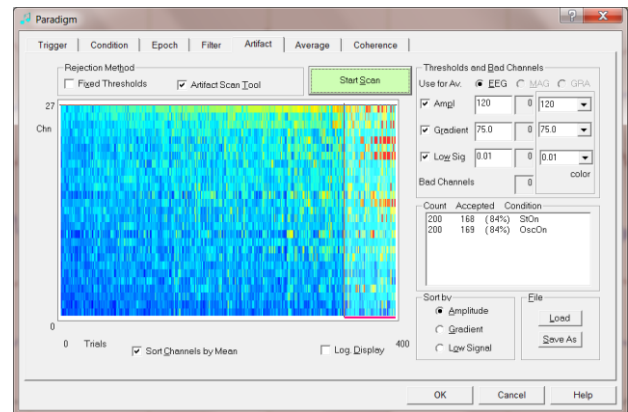 Paradigm
Trigger Condition Epoch Filter Artifact Average Coherence
Rejection Method
Fixed Thresholds Artifact Scan Tool
Start Scan
Thresholds and Bad Channels
Use for Av. EEG MAG GRA
Ampl 120 0 120
Gradient 75.0 0 75.0
Low Sig 0.01 0 0.01
Bad Channels 0 color
27
Chn
0
0 Trials 400
Sort Channels by Mean Log. Display
Count Accepted Condition
200 168 (84%) StOn
200 169 (84%) OscOn
Sort by
Amplitude
Gradient
Low Signal
File
Load
Save As
OK Cancel Help